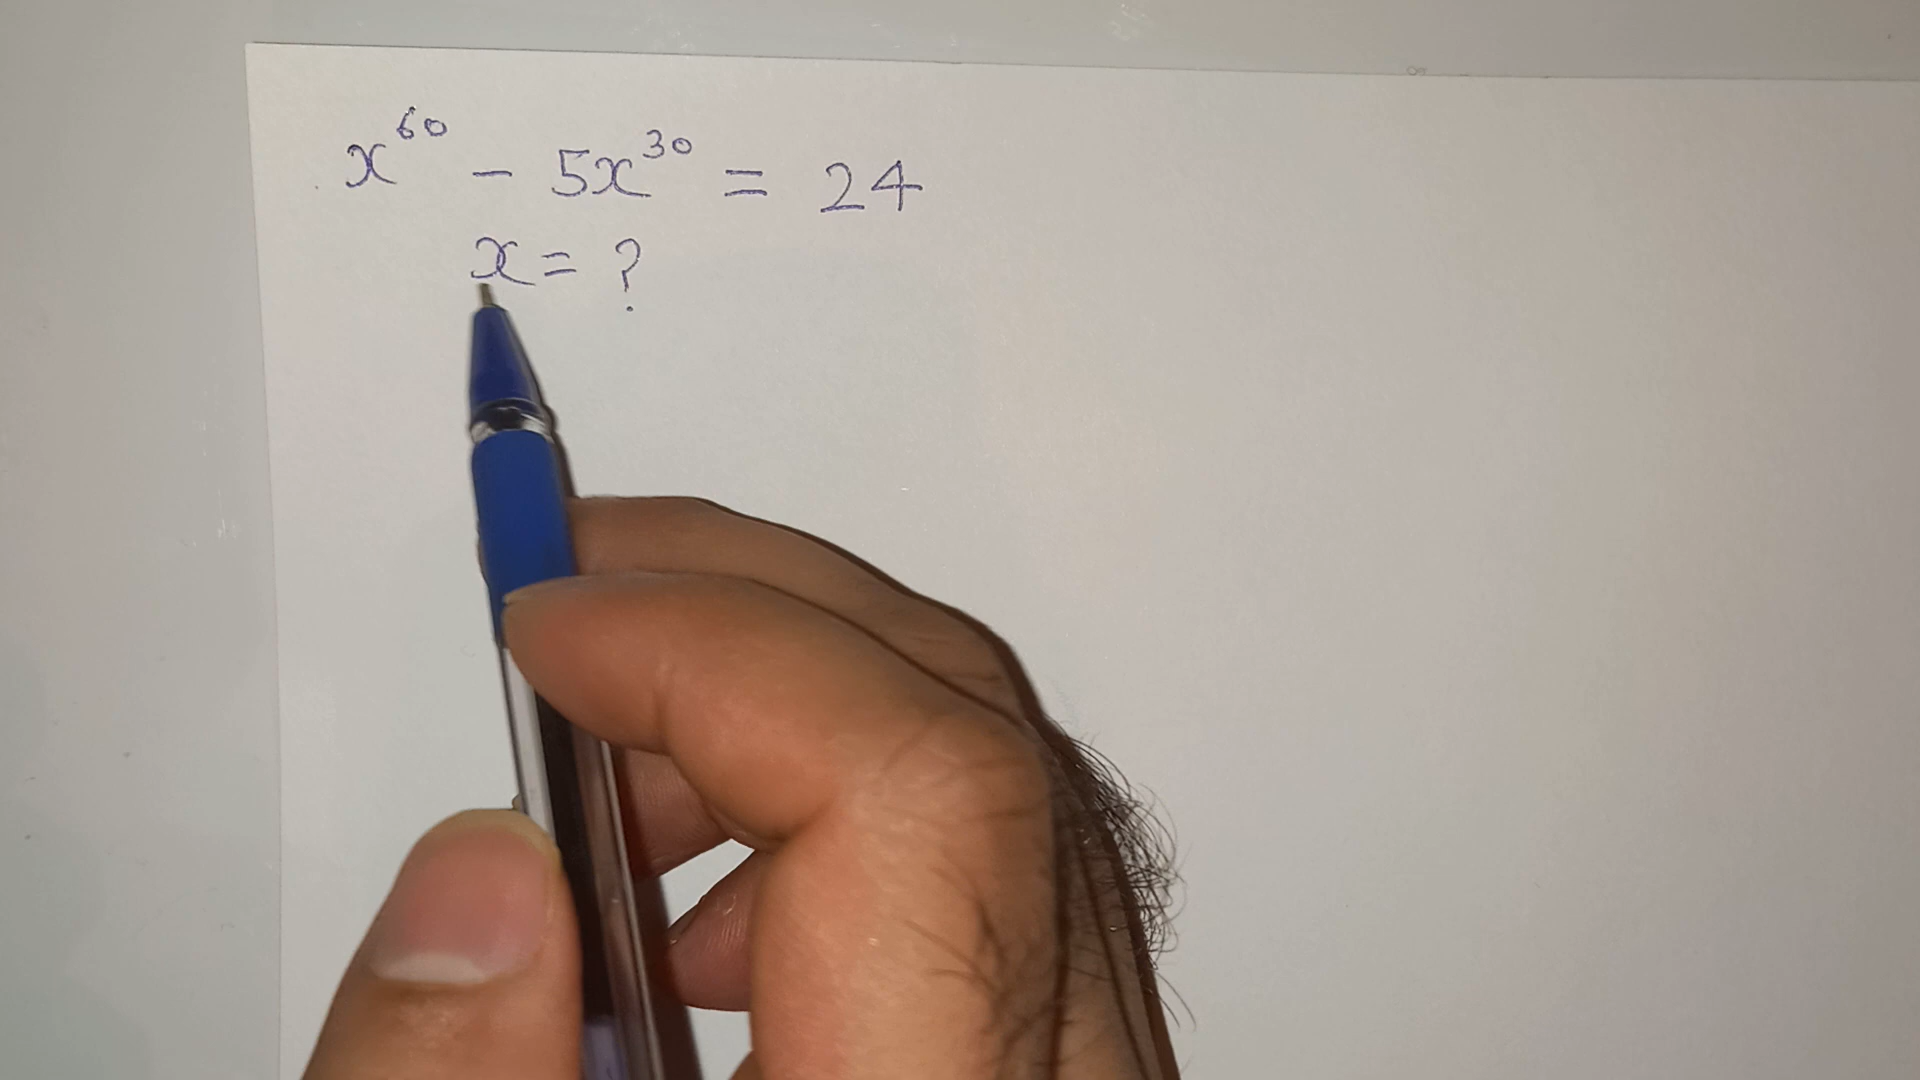 x^60 - 5x^30 = 24
x = ?